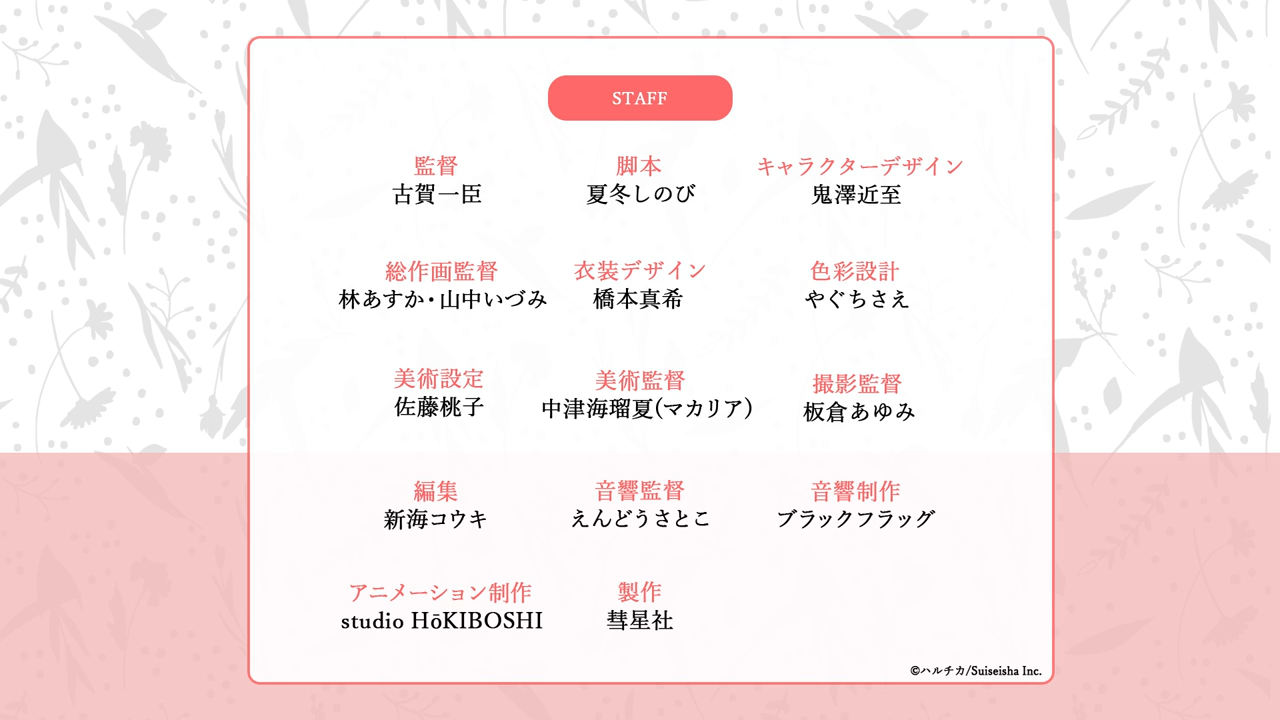 STAFF
監督
古賀一臣
脚本
夏冬しのび
キャラクターデザイン
鬼澤近至
総作画監督
林あすか・山中いづみ
衣装デザイン
橋本真希
色彩設計
やぐちさえ
美術設定
佐藤桃子
美術監督
中津海瑠夏(マカリア)
撮影監督
板倉あゆみ
編集
新海コウキ
音響監督
えんどうさとこ
音響制作
ブラックフラッグ
アニメーション制作
studio HōKIBOSHI
製作
彗星社
©ハルチカ/Suiseisha Inc.